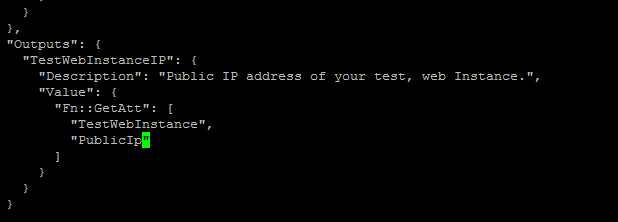 }
},
"Outputs": {
  "TestWebInstanceIP": {
    "Description": "Public IP address of your test, web Instance.",
    "Value": {
      "Fn::GetAtt": [
        "TestWebInstance",
        "PublicIp"
      ]
    }
  }
}